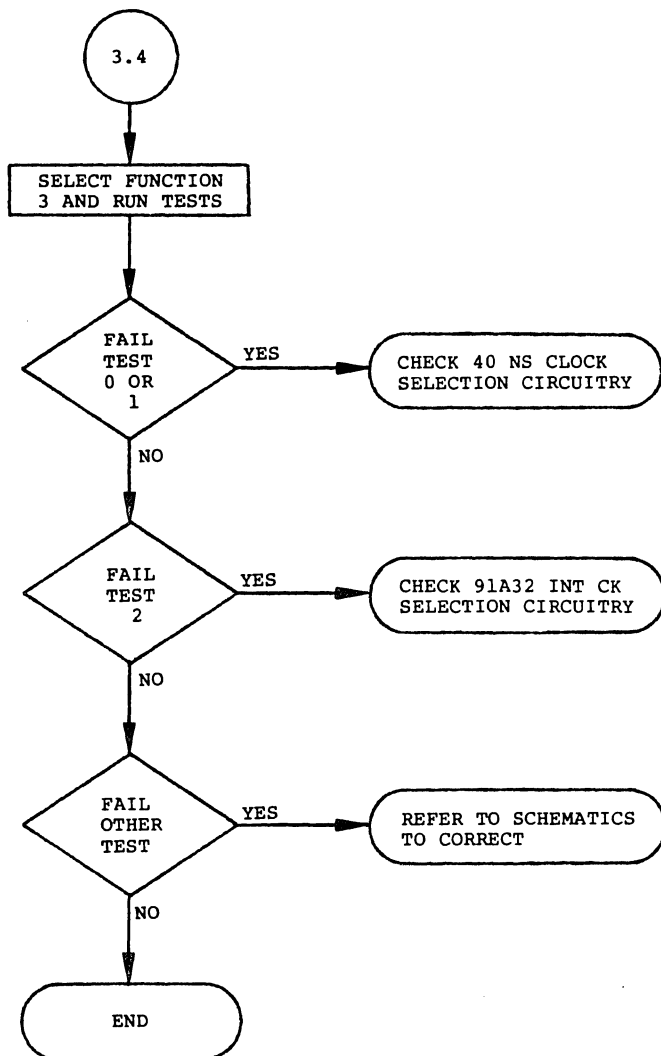 3.4
SELECT FUNCTION
3 AND RUN TESTS
FAIL
TEST
0 OR
1
YES
CHECK 40 NS CLOCK
SELECTION CIRCUITRY
NO
FAIL
TEST
2
YES
CHECK 91A32 INT CK
SELECTION CIRCUITRY
NO
FAIL
OTHER
TEST
YES
REFER TO SCHEMATICS
TO CORRECT
NO
END